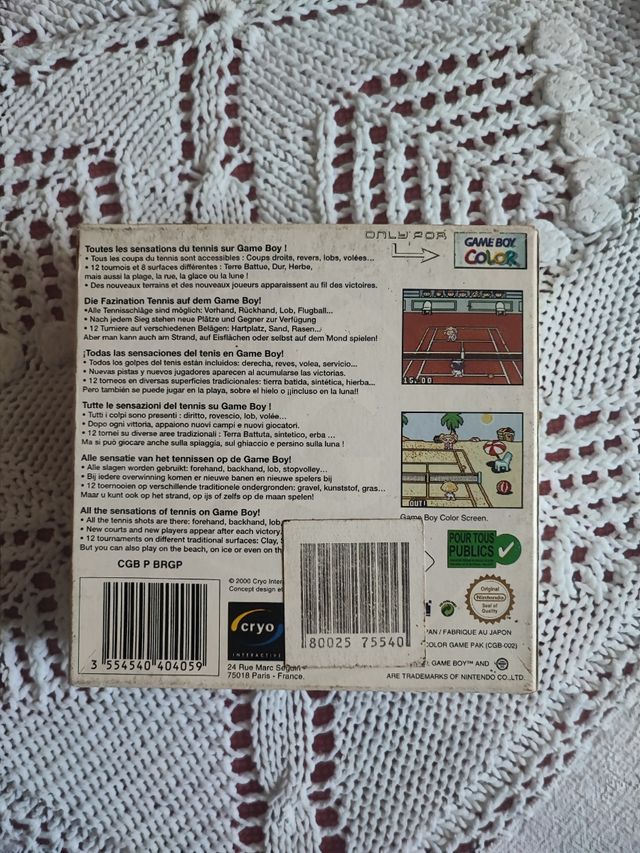 ONLY FOR
GAME BOY
COLOR
Toutes les sensations du tennis sur Game Boy !
• Tous les coups du tennis sont accessibles : Coups droits, revers, lobs, volées...
• 12 tournois et 8 surfaces différentes : Terre Battue, Dur, Herbe,
mais aussi la plage, la rue, la glace ou la lune !
• Des nouveaux terrains et des nouveaux joueurs apparaissent au fil des victoires.
Die Fazination Tennis auf dem Game Boy!
•Alle Tennisschläge sind möglich: Vorhand, Rückhand, Lob, Flugball...
• Nach jedem Sieg stehen neue Plätze und Gegner zur Verfügung
• 12 Turniere auf verschiedenen Belägen: Hartplatz, Sand, Rasen...
Aber man kann auch am Strand, auf Eisflächen oder selbst auf dem Mond spielen!
¡Todas las sensaciones del tenis en Game Boy!
• Todos los golpes del tenis están incluidos: derecha, reves, volea, servicio...
• Nuevas pistas y nuevos jugadores aparecen al acumularse las victorias.
• 12 torneos en diversas superficies tradicionales: tierra batida, sintética, hierba...
Pero también se puede jugar en la playa, sobre el hielo o ¡incluso en la luna!!
Tutte le sensazioni del tennis su Game Boy !
• Tutti i colpi sono presenti : diritto, rovescio, lob, volée...
• Dopo ogni vittoria, appaiono nuovi campi e nuovi giocatori.
• 12 tornei su diverse aree tradizionali : Terra Battuta, sintetico, erba ...
Ma si può giocare anche sulla spiaggia, sul ghiaccio e persino sulla luna !
Alle sensatie van het tennissen op de Game Boy!
• Alle slagen worden gebruikt: forehand, backhand, lob, stopvolley...
• Bij iedere overwinning komen er nieuwe banen en nieuwe spelers bij
• 12 toernooien op verschillende traditionele ondergronden: gravel, kunststof, gras...
Maar u kunt ook op het strand, op ijs of zelfs op de maan spelen!
All the sensations of tennis on Game Boy!
• All the tennis shots are there: forehand, backhand, lob
• New courts and new players appear after each victory
• 12 tournaments on different traditional surfaces: Clay,
But you can also play on the beach, on ice or even on th
15.00
OUT!
Game Boy Color Screen.
POUR TOUS
PUBLICS
CGB P BRGP
3 554540 404059
© 2000 Cryo Inter
Concept design et
cryo
INTERACTIVE
24 Rue Marc Seguin
75018 Paris - France.
80025 75540
Original
Nintendo
Seal of
Quality
PAN / FABRIQUE AU JAPON
COLOR GAME PAK (CGB-002)
GAME BOY™ AND
ARE TRADEMARKS OF NINTENDO CO.,LTD.